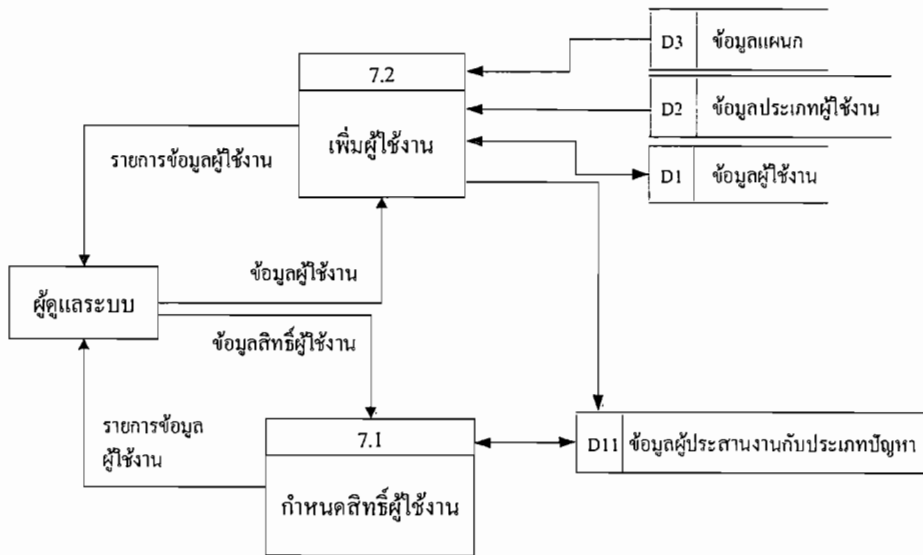 D3 ข้อมูลแผนก
7.2
D2 ข้อมูลประเภทผู้ใช้งาน
เพิ่มผู้ใช้งาน
รายการข้อมูลผู้ใช้งาน
D1 ข้อมูลผู้ใช้งาน
ข้อมูลผู้ใช้งาน
ผู้ดูแลระบบ
ข้อมูลสิทธิ์ผู้ใช้งาน
รายการข้อมูล
ผู้ใช้งาน
7.1
D11 ข้อมูลผู้ประสานงานกับประเภทปัญหา
กำหนดสิทธิ์ผู้ใช้งาน